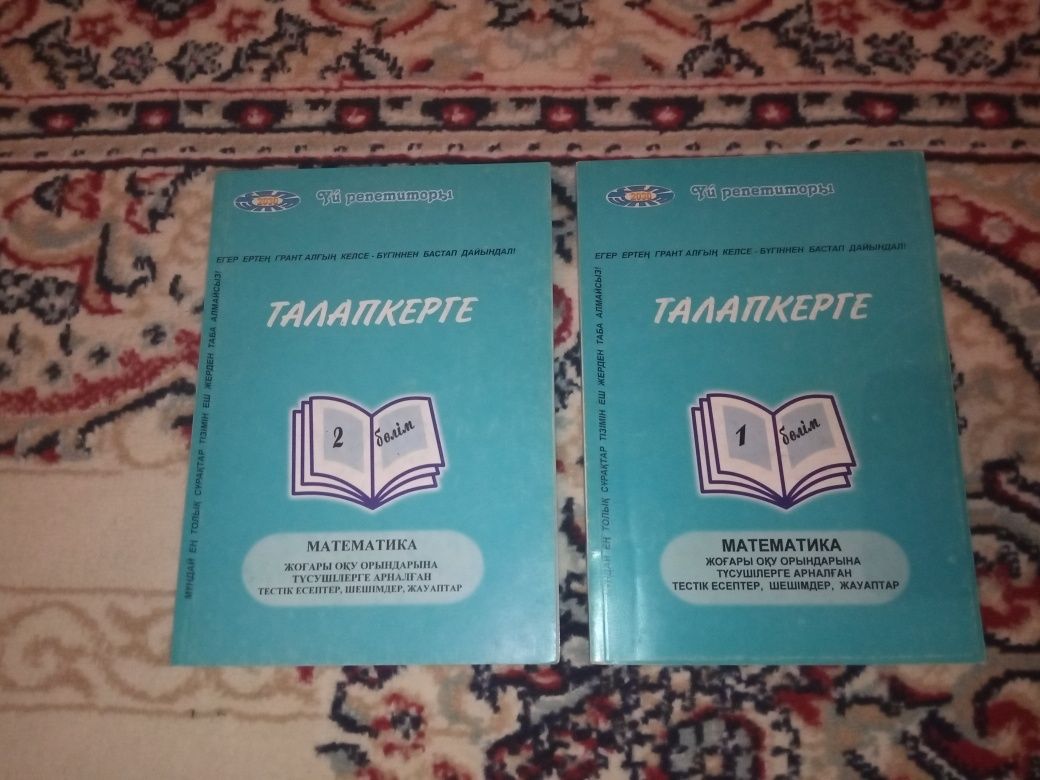 2030 Үй репетиторы
ЕГЕР ЕРТЕҢ ГРАНТ АЛҒЫҢ КЕЛСЕ - БҮГІННЕН БАСТАП ДАЙЫНДАЛ!
МҰНДАЙ ЕҢ ТОЛЫҚ СҰРАҚТАР ТІЗІМІН ЕШ ЖЕРДЕН ТАБА АЛМАЙСЫЗ!
ТАЛАПКЕРГЕ
2 бөлім
МАТЕМАТИКА
ЖОҒАРЫ ОҚУ ОРЫНДАРЫНА
ТҮСУШІЛЕРГЕ АРНАЛҒАН
ТЕСТІК ЕСЕПТЕР, ШЕШІМДЕР, ЖАУАПТАР
2030 Үй репетиторы
ЕГЕР ЕРТЕҢ ГРАНТ АЛҒЫҢ КЕЛСЕ - БҮГІННЕН БАСТАП ДАЙЫНДАЛ!
МҰНДАЙ ЕҢ ТОЛЫҚ СҰРАҚТАР ТІЗІМІН ЕШ ЖЕРДЕН ТАБА АЛМАЙСЫЗ!
ТАЛАПКЕРГЕ
1 бөлім
МАТЕМАТИКА
ЖОҒАРЫ ОҚУ ОРЫНДАРЫНА
ТҮСУШІЛЕРГЕ АРНАЛҒАН
ТЕСТІК ЕСЕПТЕР, ШЕШІМДЕР, ЖАУАПТАР